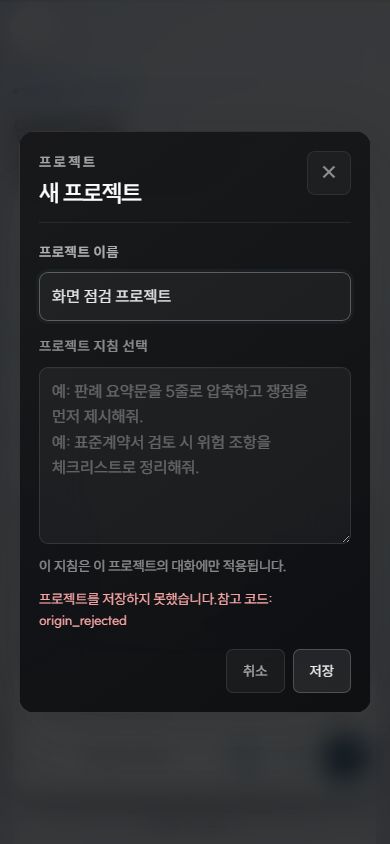 프로젝트
새 프로젝트
✕
프로젝트 이름
화면 점검 프로젝트
프로젝트 지침 선택
예: 판례 요약문을 5줄로 압축하고 쟁점을
먼저 제시해줘.
예: 표준계약서 검토 시 위험 조항을
체크리스트로 정리해줘.
이 지침은 이 프로젝트의 대화에만 적용됩니다.
프로젝트를 저장하지 못했습니다.참고 코드:
origin_rejected
취소
저장